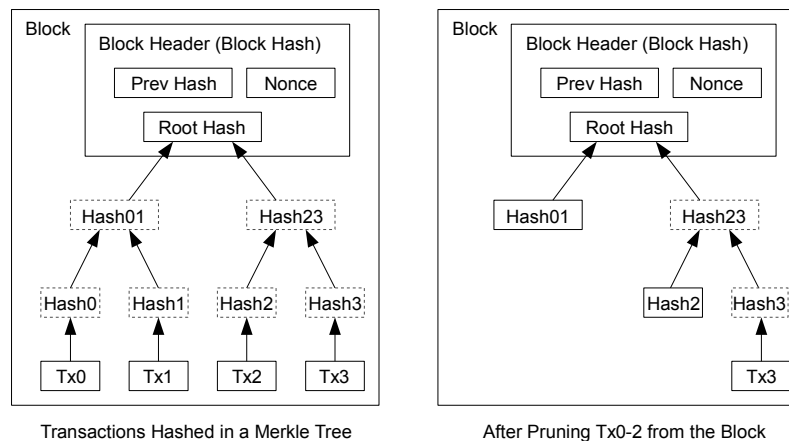 Block
Block Header (Block Hash)
Prev Hash
Nonce
Root Hash
Hash01
Hash23
Hash0
Hash1
Hash2
Hash3
Tx0
Tx1
Tx2
Tx3
Transactions Hashed in a Merkle Tree
Block
Block Header (Block Hash)
Prev Hash
Nonce
Root Hash
Hash01
Hash23
Hash2
Hash3
Tx3
After Pruning Tx0-2 from the Block